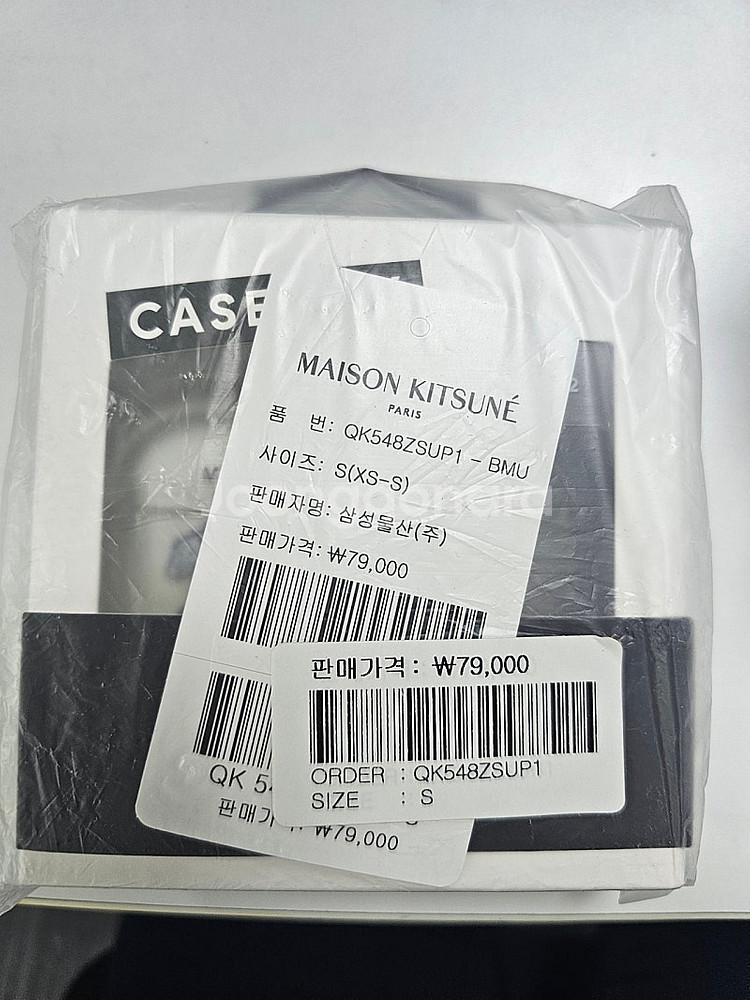 CASE
2
MAISON KITSUNÉ
PARIS
품 번: QK548ZSUP1 - BMU
사이즈: S(XS-S)
판매자명: 삼성물산(주)
판매가격: ₩79,000
판매가격: ₩79,000
ORDER : QK548ZSUP1
SIZE : S
QK 54
₩79,000